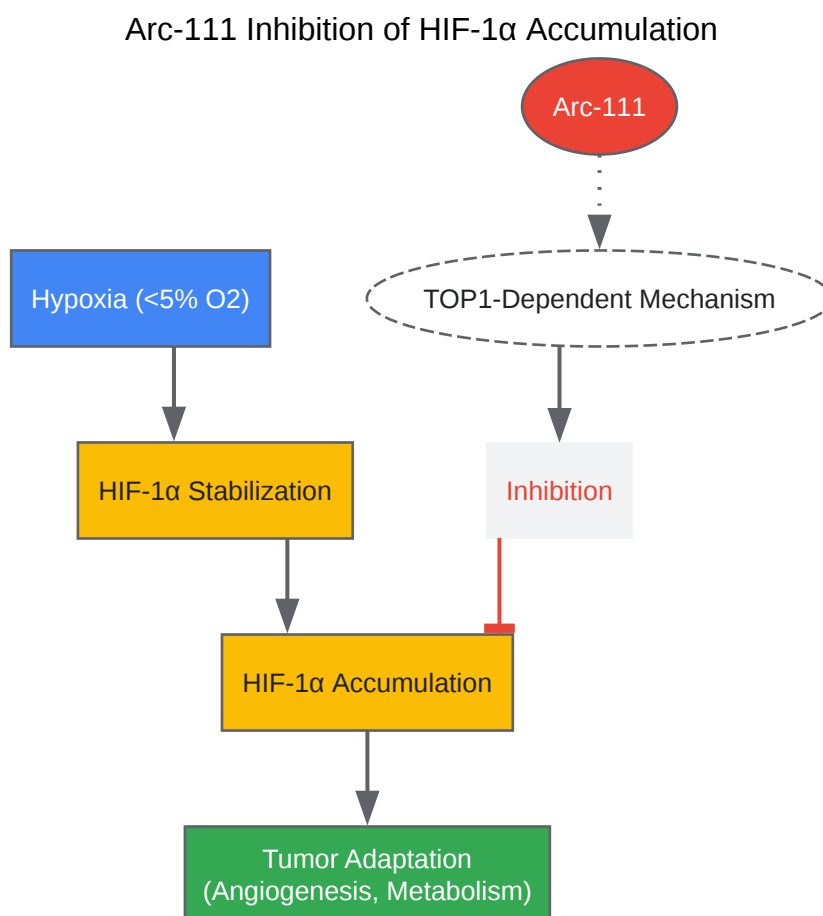 Arc-111 Inhibition of HIF-1α Accumulation
Arc-111
Hypoxia (<5% O2)
TOP1-Dependent Mechanism
HIF-1α Stabilization
Inhibition
HIF-1α Accumulation
Tumor Adaptation
(Angiogenesis, Metabolism)